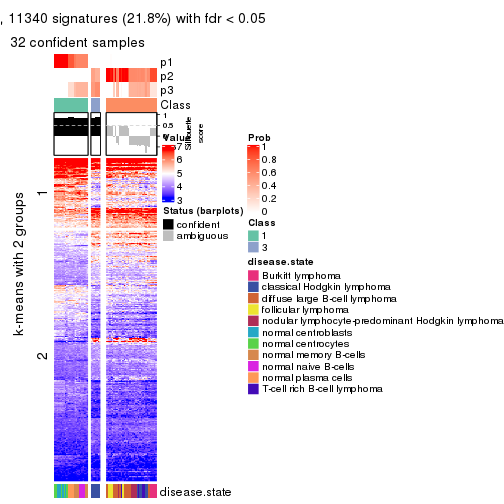 , 11340 signatures (21.8%) with fdr < 0.05
32 confident samples
p1
p2
p3
Class
1
0.5
0
Silhouette
score
k-means with 2 groups
1
2
Value
7
6
5
4
3
Status (barplots)
confident
ambiguous
Prob
1
0.8
0.6
0.4
0.2
0
Class
1
3
disease.state
Burkitt lymphoma
classical Hodgkin lymphoma
diffuse large B-cell lymphoma
follicular lymphoma
nodular lymphocyte-predominant Hodgkin lymphoma
normal centroblasts
normal centrocytes
normal memory B-cells
normal naive B-cells
normal plasma cells
T-cell rich B-cell lymphoma
disease.state